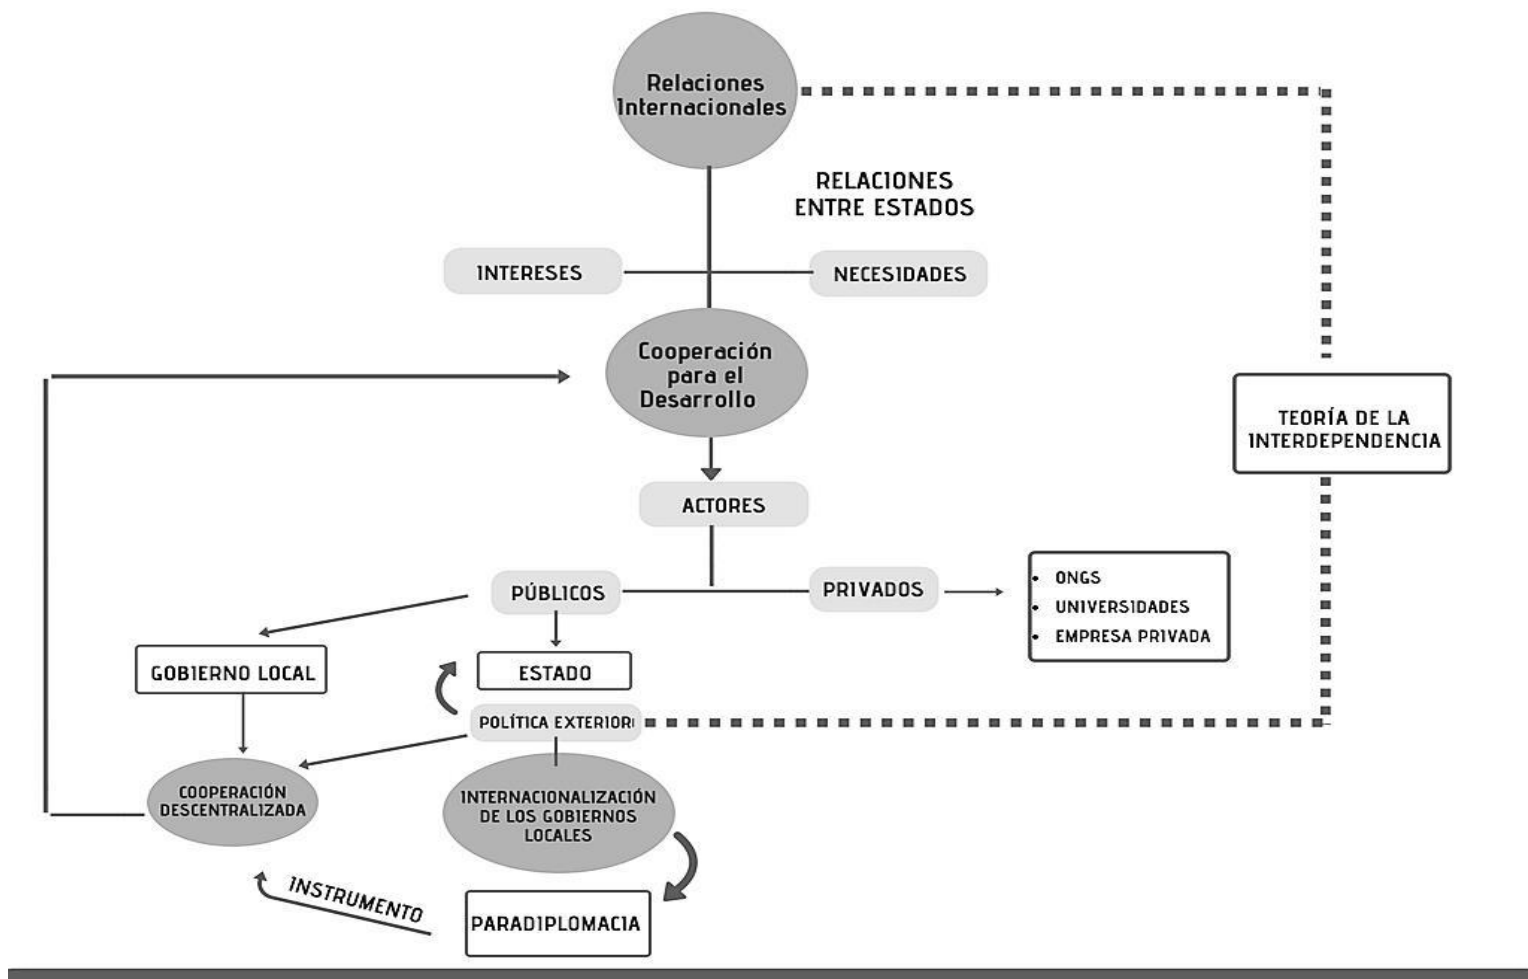 Relaciones
Internacionales
RELACIONES
ENTRE ESTADOS
INTERESES
NECESIDADES
Cooperación
para el
Desarrollo
TEORÍA DE LA
INTERDEPENDENCIA
ACTORES
PÚBLICOS
PRIVADOS
• ONGS
• UNIVERSIDADES
• EMPRESA PRIVADA
GOBIERNO LOCAL
ESTADO
POLÍTICA EXTERIOR
COOPERACIÓN
DESCENTRALIZADA
INTERNACIONALIZACIÓN
DE LOS GOBIERNOS
LOCALES
INSTRUMENTO
PARADIPLOMACIA